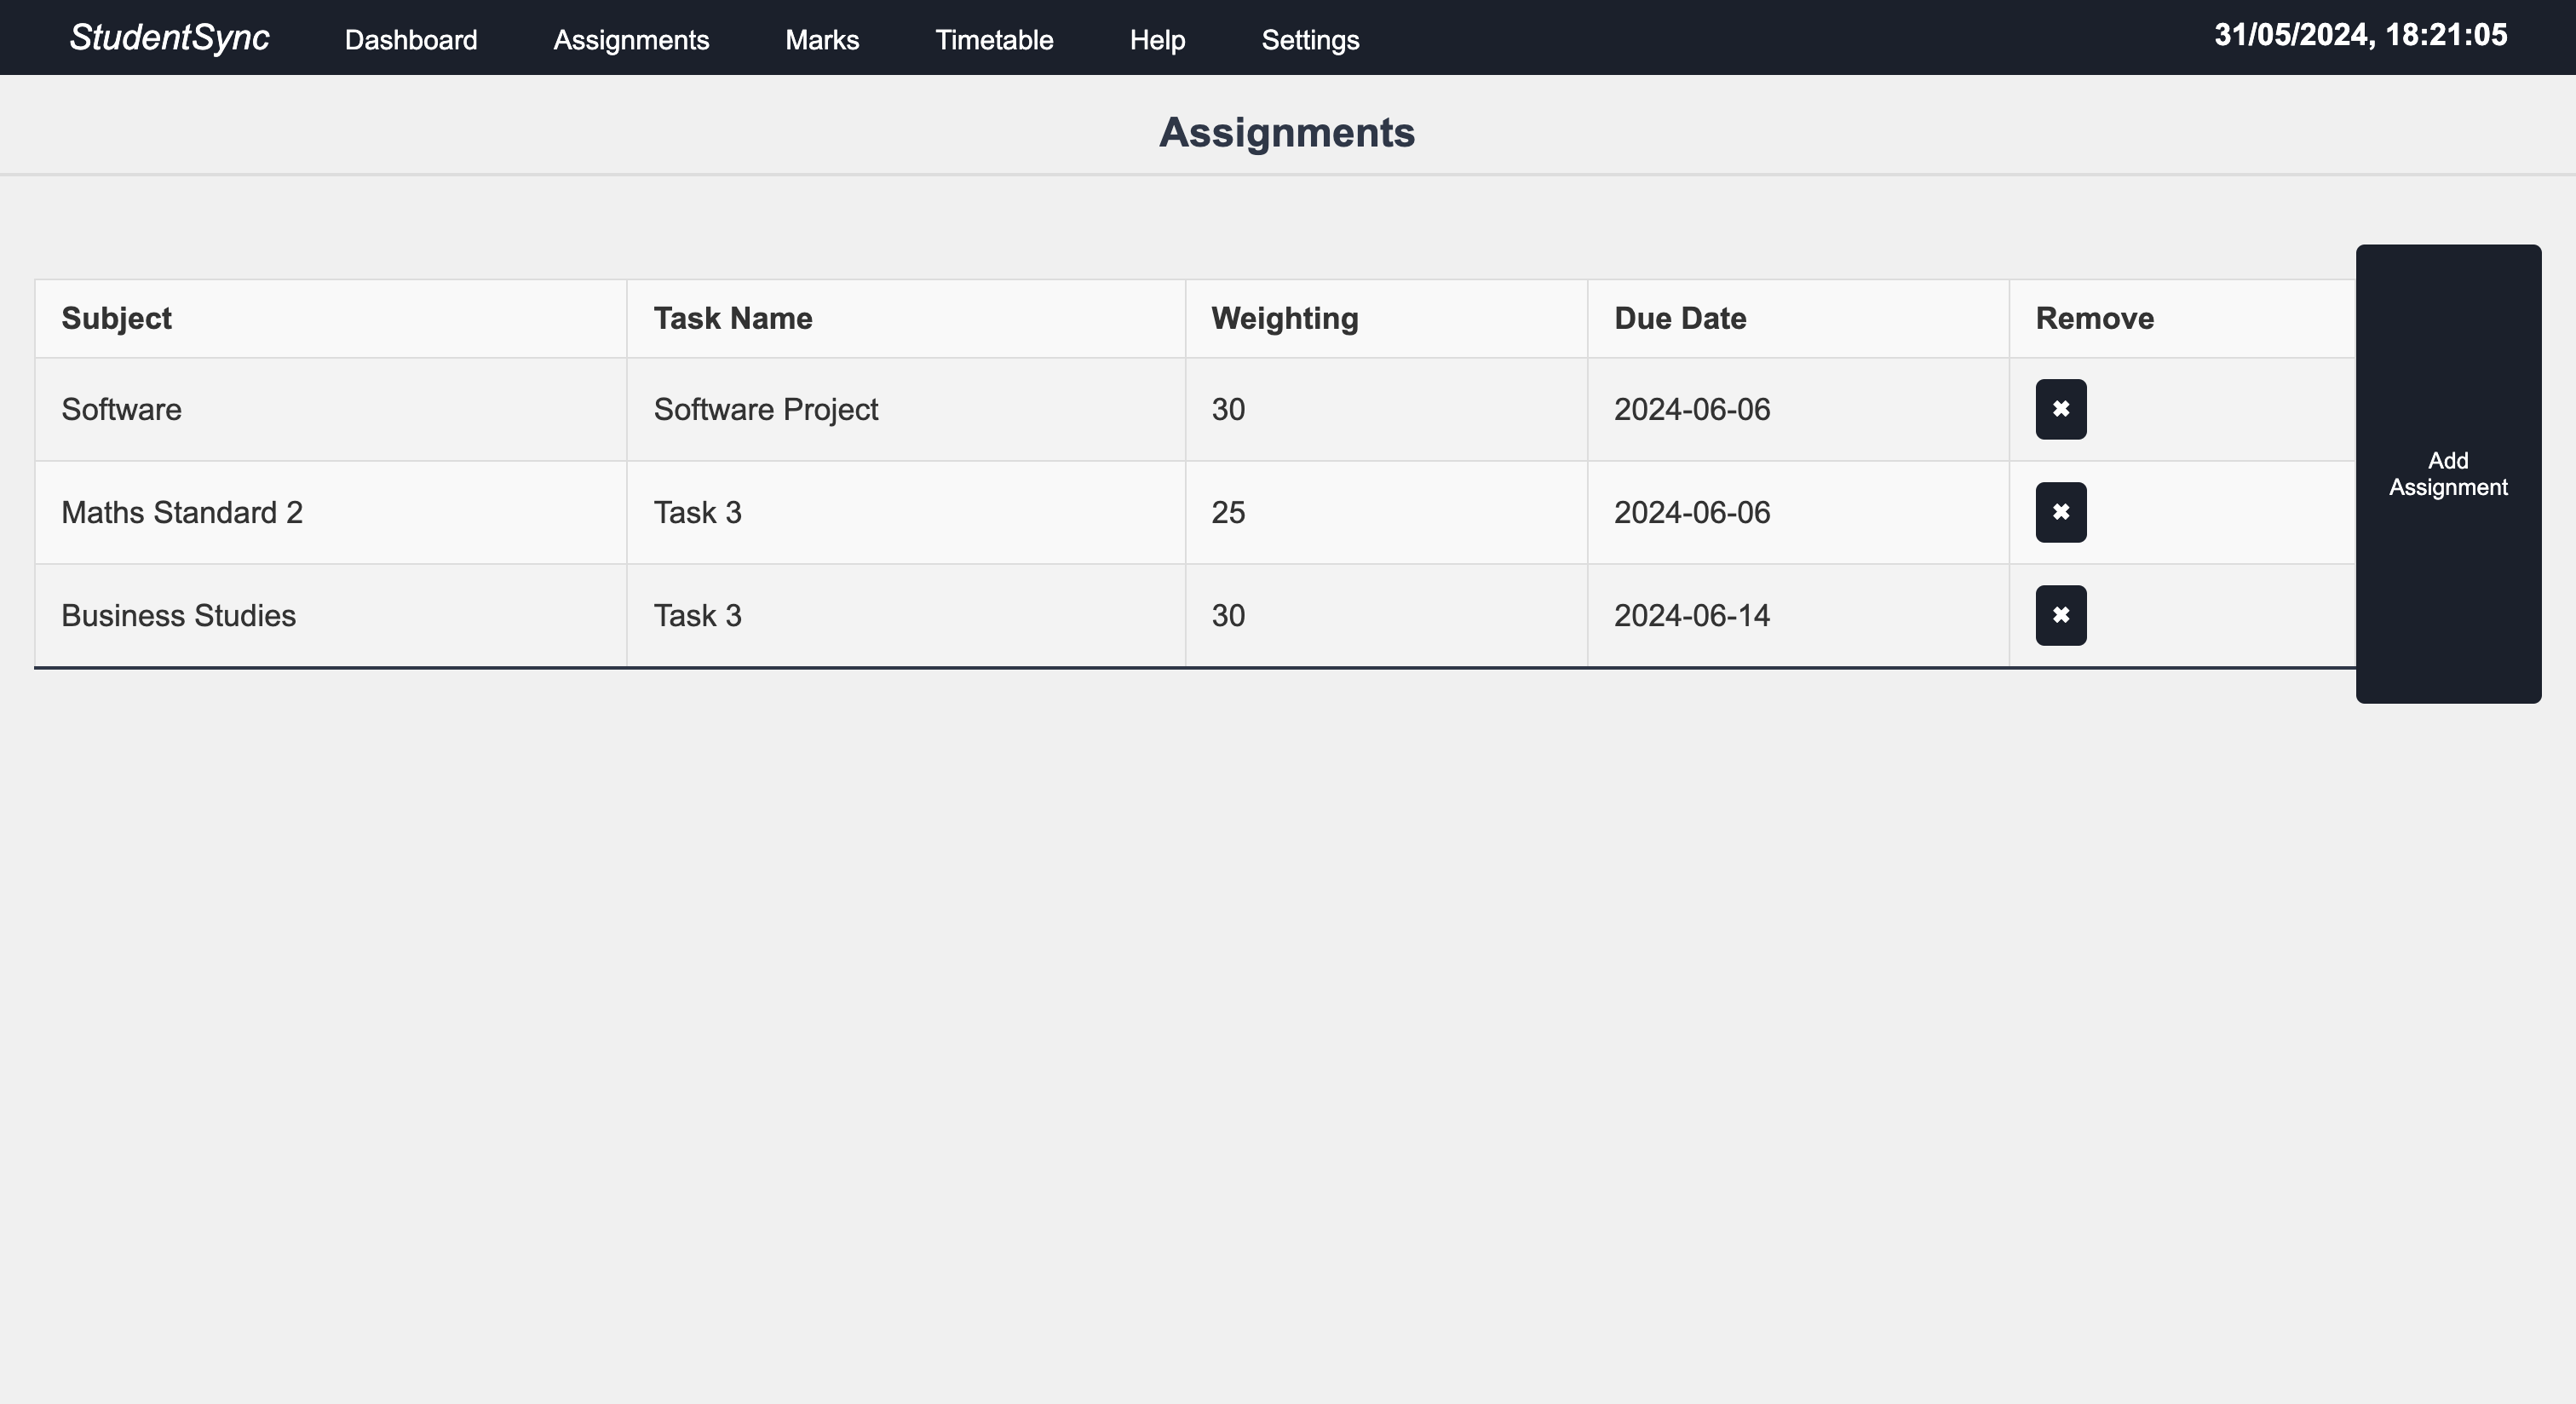 StudentSync Dashboard Assignments Marks Timetable Help Settings 31/05/2024, 18:21:05
Assignments
Subject Task Name Weighting Due Date Remove
Software Software Project 30 2024-06-06 ✖
Maths Standard 2 Task 3 25 2024-06-06 ✖
Business Studies Task 3 30 2024-06-14 ✖
Add
Assignment